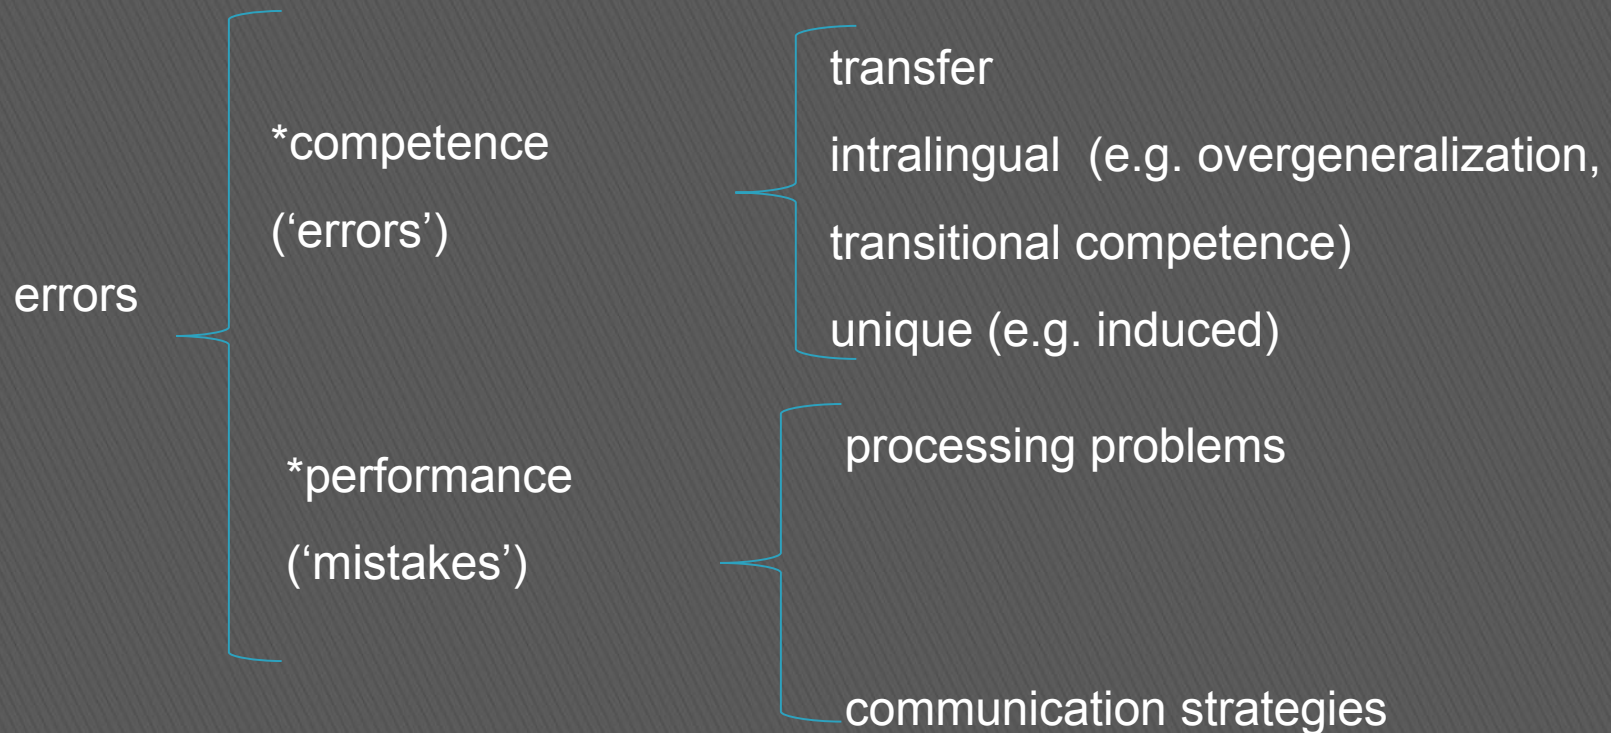 errors
*competence
(‘errors’)
transfer
intralingual  (e.g. overgeneralization,
transitional competence)
unique (e.g. induced)
*performance
(‘mistakes’)
processing problems
communication strategies